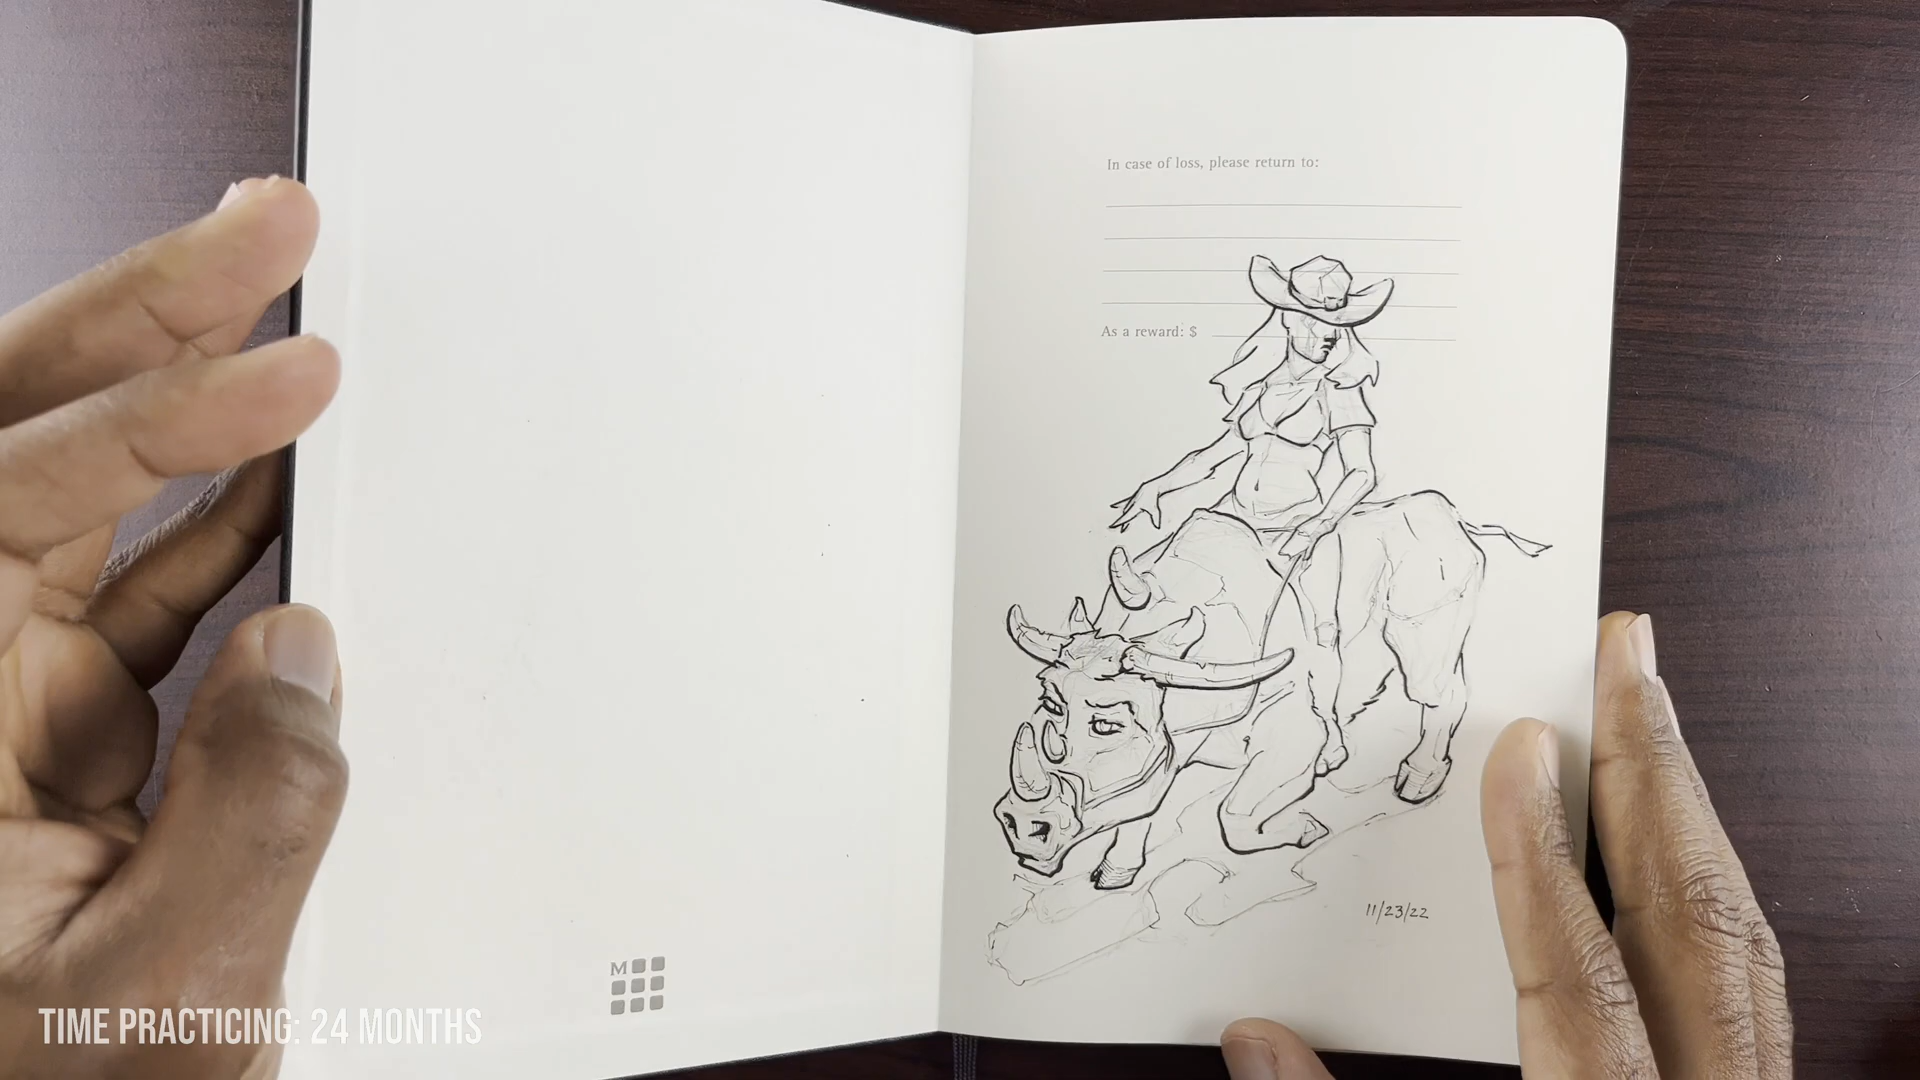 In case of loss, please return to:
As a reward: $
11/23/22
M
TIME PRACTICING: 24 MONTHS